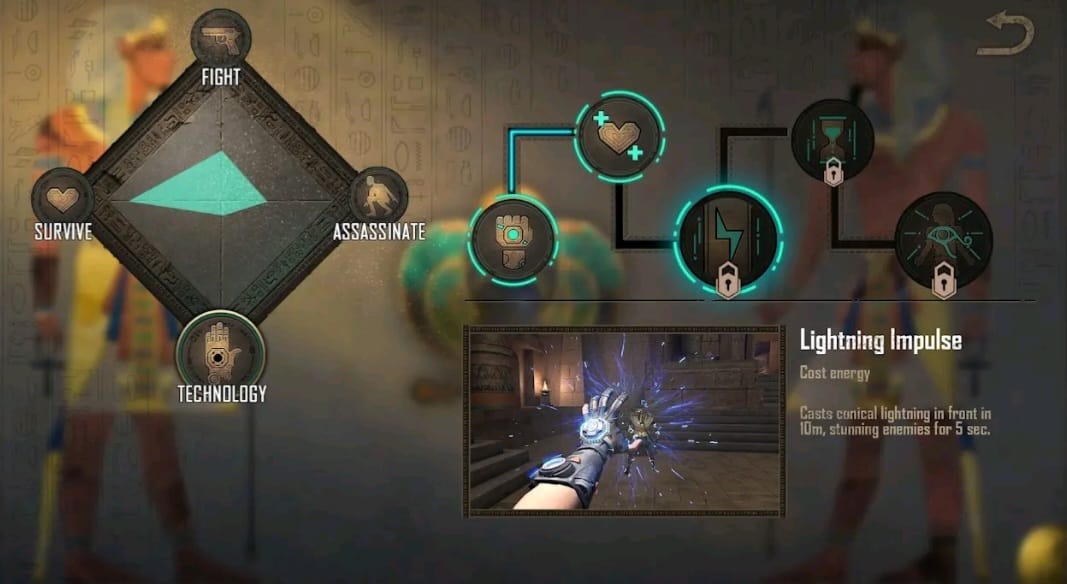 FIGHT
SURVIVE
ASSASSINATE
TECHNOLOGY
Lightning Impulse
Cost energy
Casts conical lightning in front in
10m, stunning enemies for 5 sec.